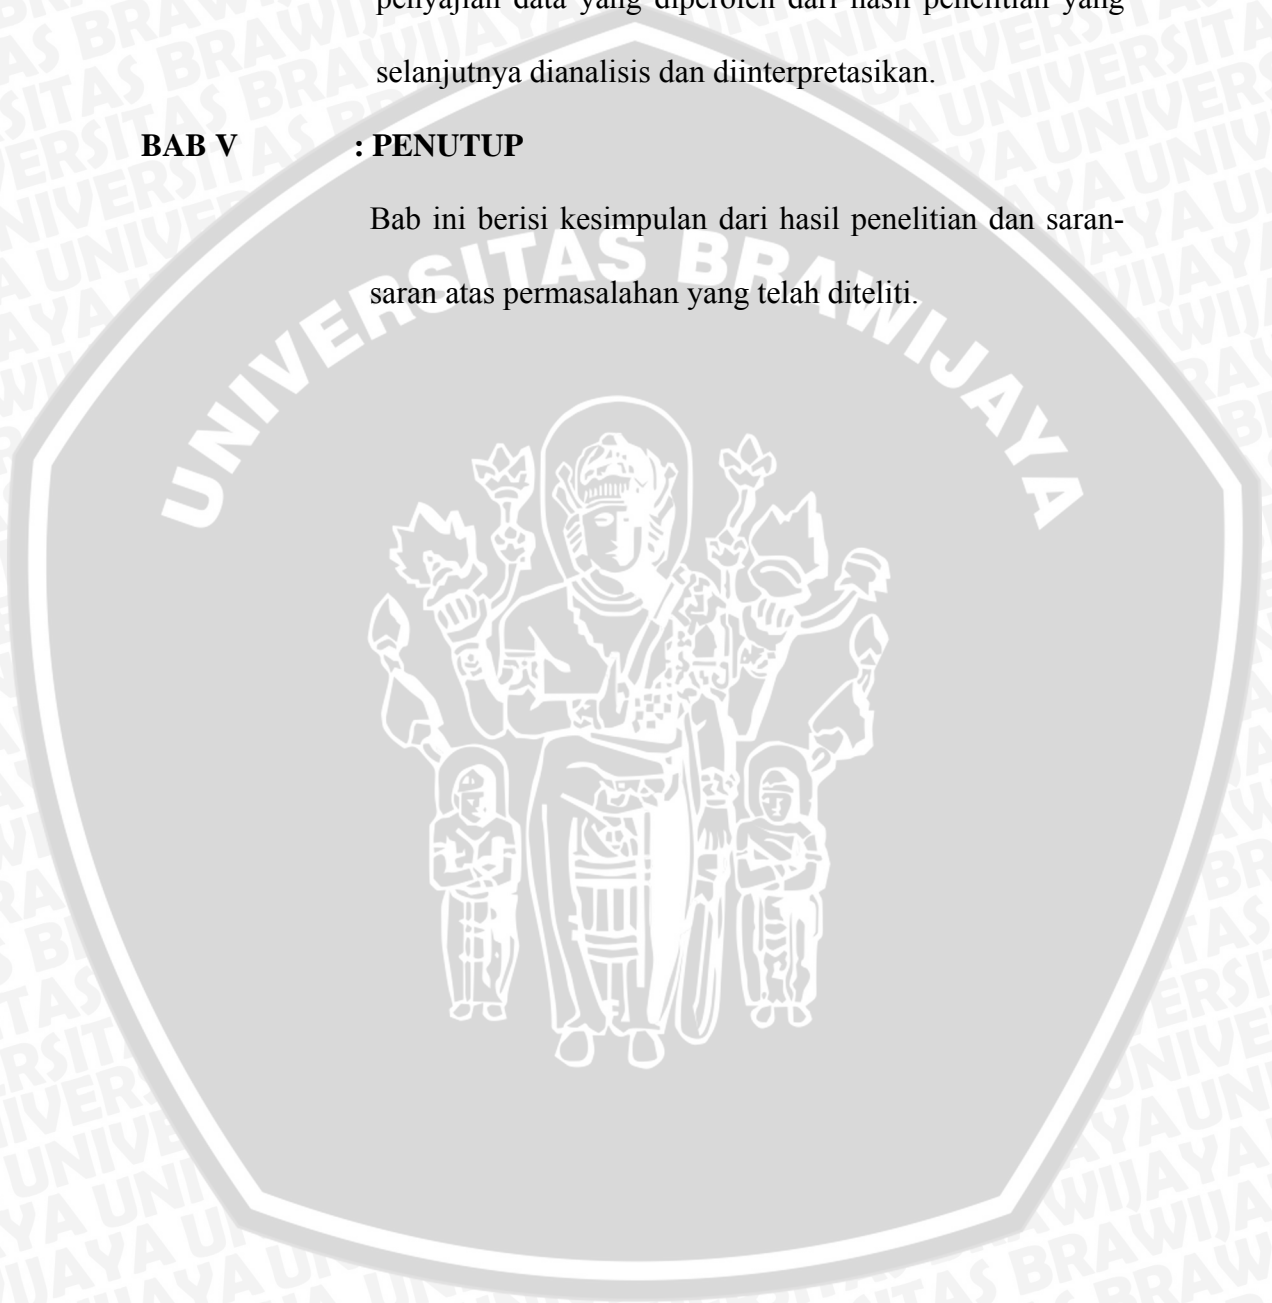 penyajian data yang diperoleh dari hasil penelitian yang
selanjutnya dianalisis dan diinterpretasikan.
BAB V : PENUTUP
Bab ini berisi kesimpulan dari hasil penelitian dan saran-
saran atas permasalahan yang telah diteliti.
UNIVERSITAS BRAWIJAYA